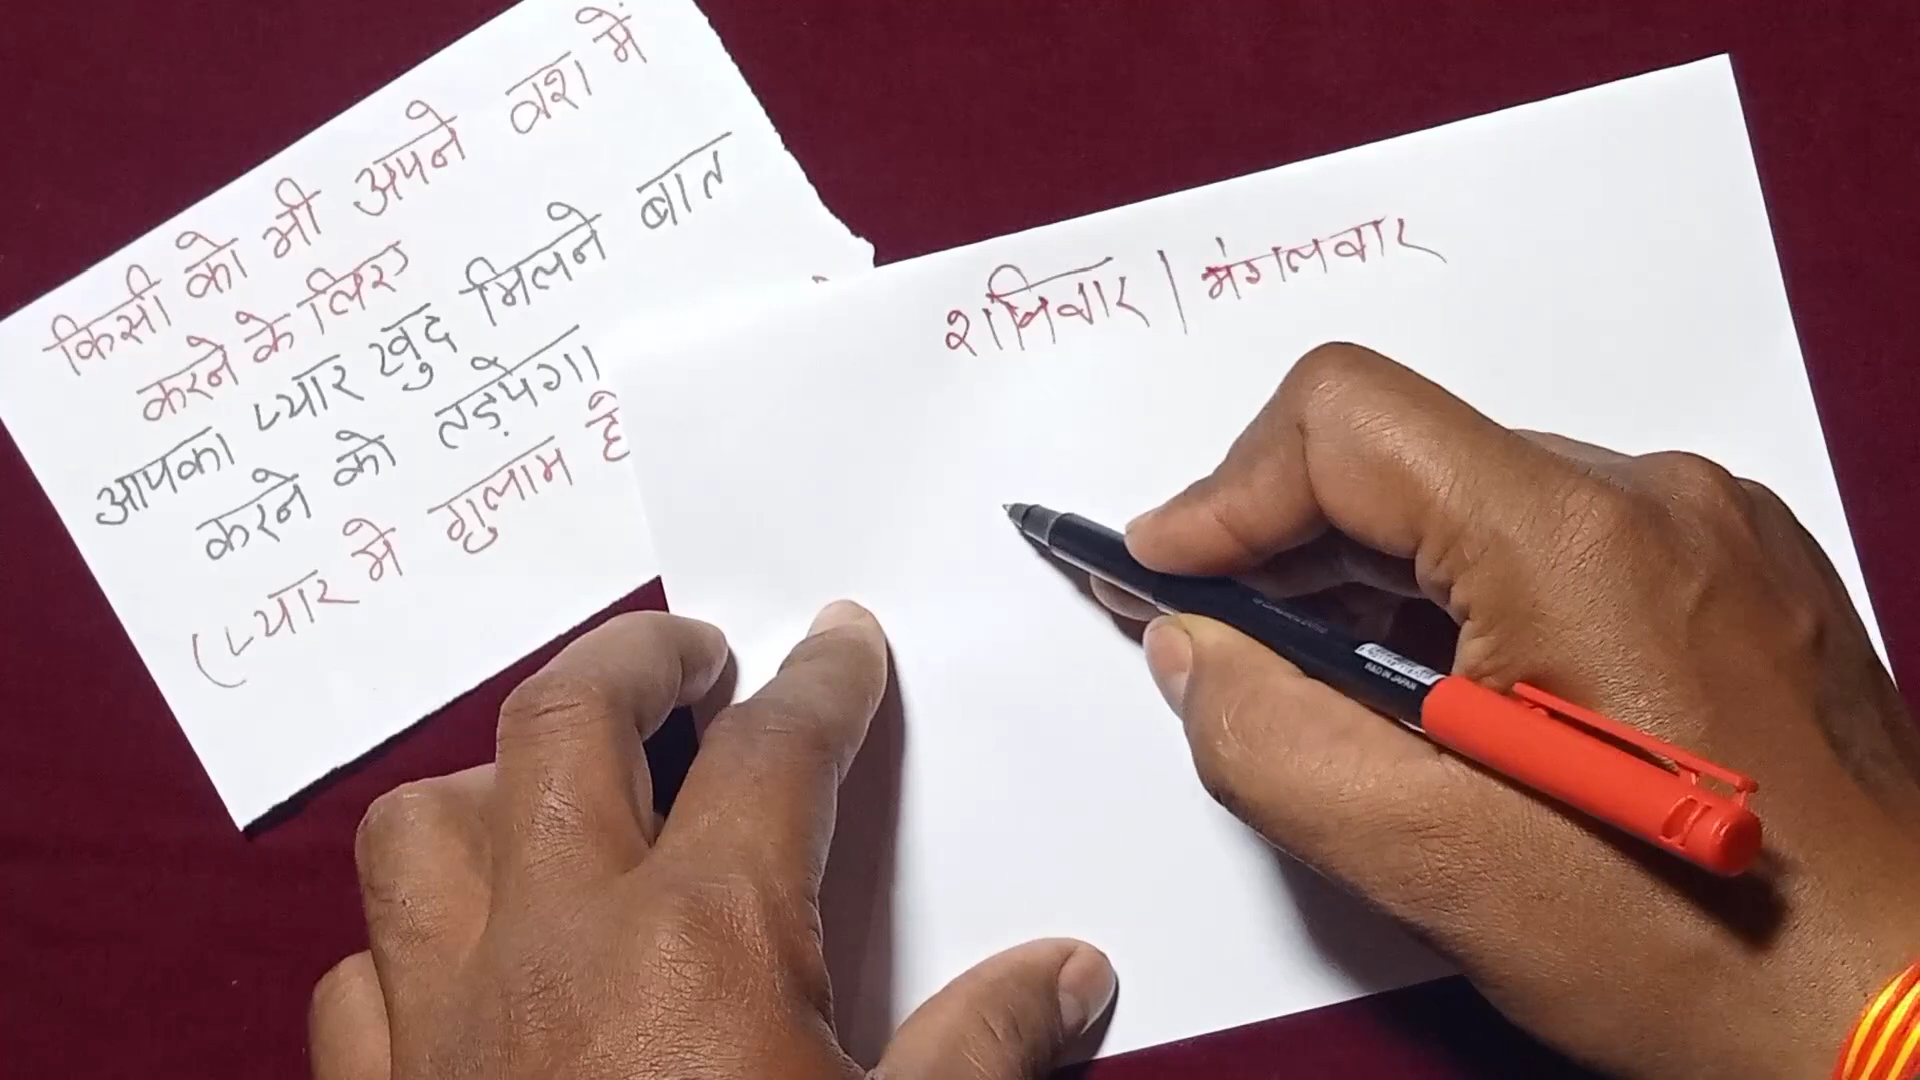 किसी को भी अपने वश में
करने के लिए
आपका प्यार खुद मिलने बात
करने को तड़पेगा
(प्यार मे गुलाम हो
शनिवार | मंगलवार